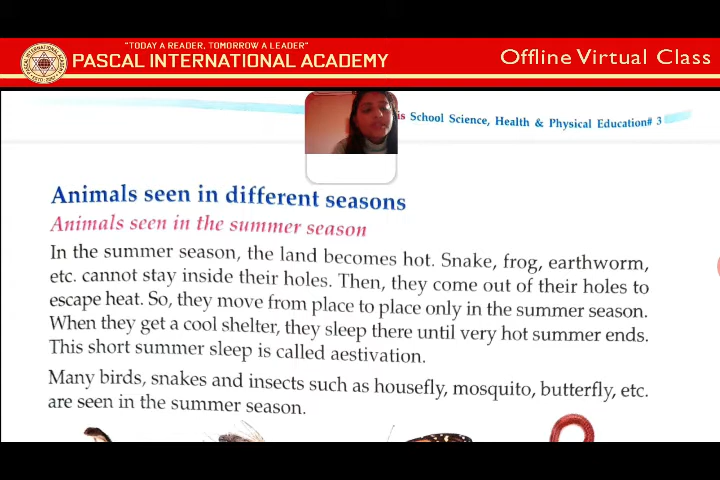 "TODAY A READER, TOMORROW A LEADER"
PASCAL INTERNATIONAL ACADEMY
Offline Virtual Class
School Science, Health & Physical Education# 3
Animals seen in different seasons
Animals seen in the summer season
In the summer season, the land becomes hot. Snake, frog, earthworm,
etc. cannot stay inside their holes. Then, they come out of their holes to
escape heat. So, they move from place to place only in the summer season.
When they get a cool shelter, they sleep there until very hot summer ends.
This short summer sleep is called aestivation.
Many birds, snakes and insects such as housefly, mosquito, butterfly, etc.
are seen in the summer season.